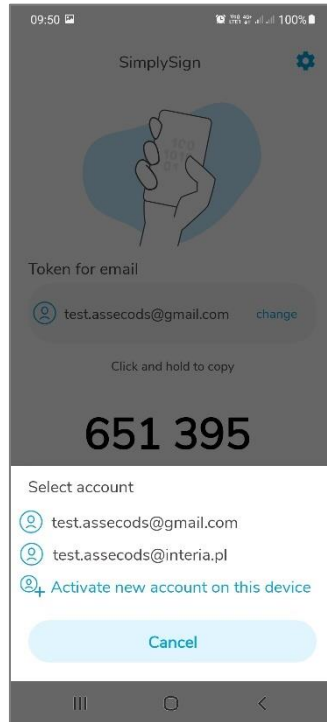 09:50 100%
SimplySign
Token for email
test.assecods@gmail.com change
Click and hold to copy
651 395
Select account
test.assecods@gmail.com
test.assecods@interia.pl
Activate new account on this device
Cancel